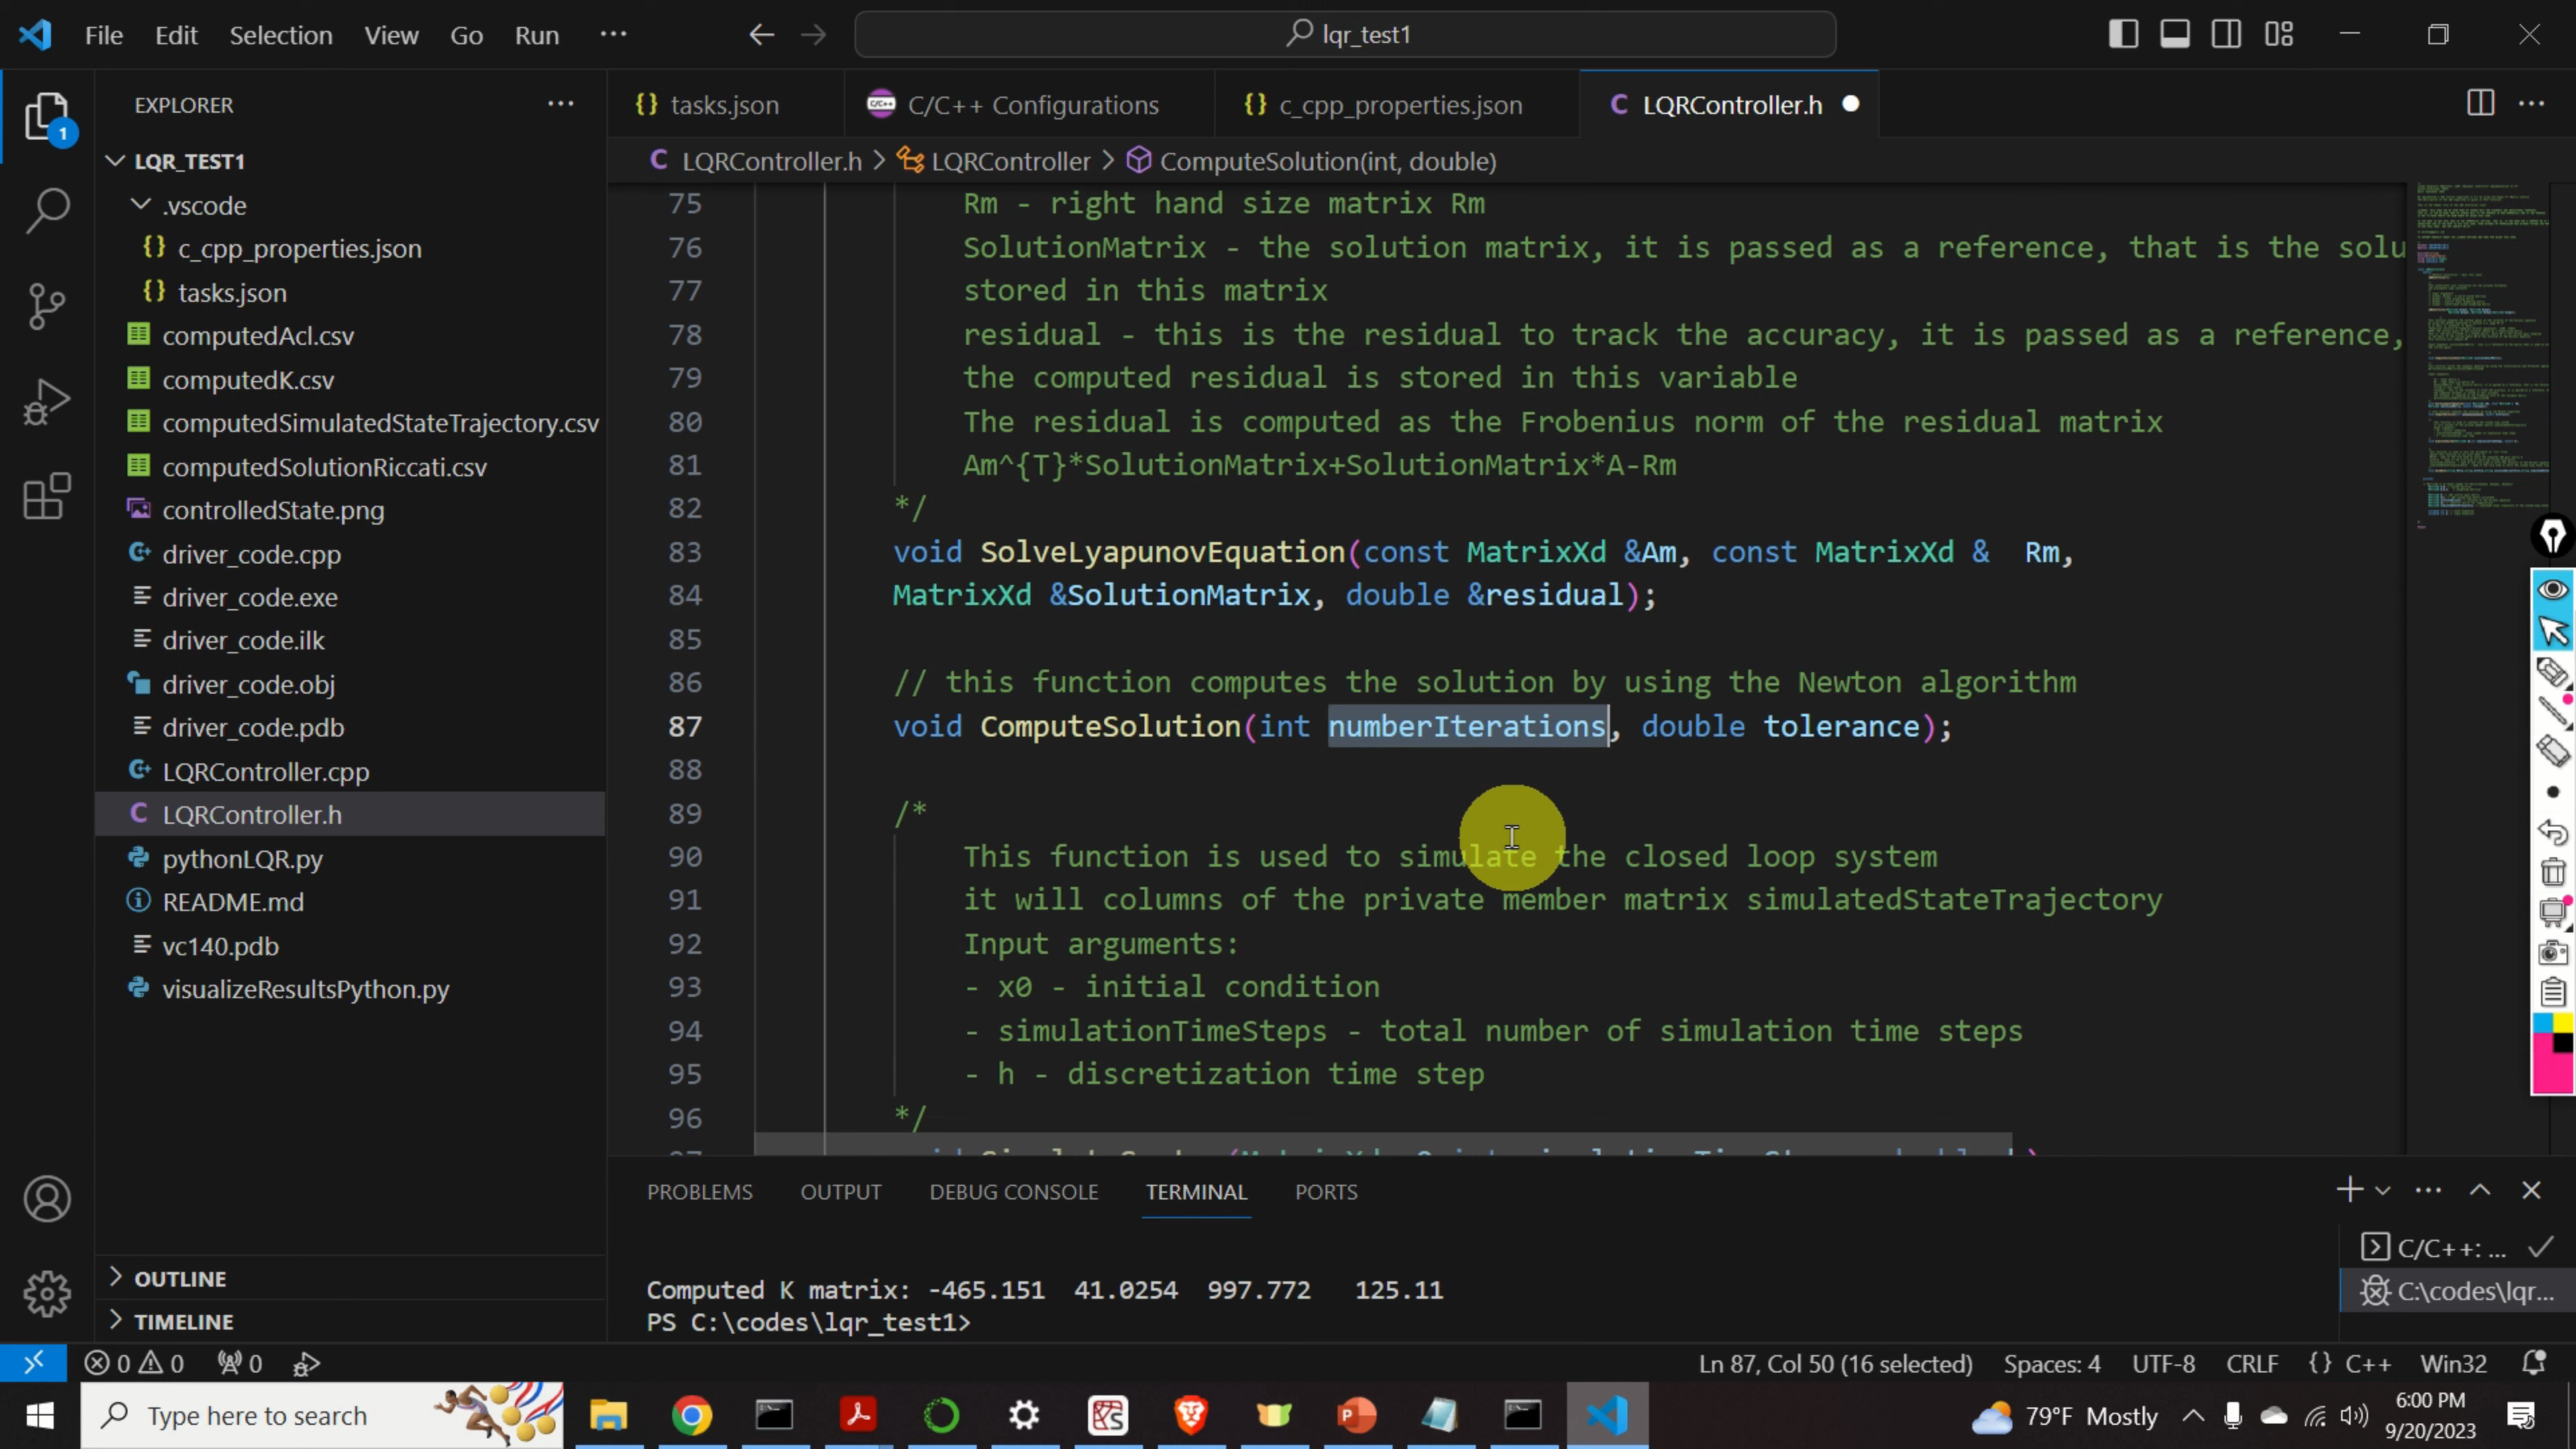 File Edit Selection View Go Run ··· lqr_test1
EXPLORER ···
LQR_TEST1
.vscode
{} c_cpp_properties.json
{} tasks.json
computedAcl.csv
computedK.csv
computedSimulatedStateTrajectory.csv
computedSolutionRiccati.csv
controlledState.png
driver_code.cpp
driver_code.exe
driver_code.ilk
driver_code.obj
driver_code.pdb
LQRController.cpp
C LQRController.h
pythonLQR.py
README.md
vc140.pdb
visualizeResultsPython.py
OUTLINE
TIMELINE
1
{} tasks.json C/C++ C/C++ Configurations {} c_cpp_properties.json C LQRController.h
C LQRController.h > LQRController > ComputeSolution(int, double)
75 Rm - right hand size matrix Rm
76 SolutionMatrix - the solution matrix, it is passed as a reference, that is the solu
77 stored in this matrix
78 residual - this is the residual to track the accuracy, it is passed as a reference,
79 the computed residual is stored in this variable
80 The residual is computed as the Frobenius norm of the residual matrix
81 Am^{T}*SolutionMatrix+SolutionMatrix*A-Rm
82 */
83 void SolveLyapunovEquation(const MatrixXd &Am, const MatrixXd & Rm,
84 MatrixXd &SolutionMatrix, double &residual);
85
86 // this function computes the solution by using the Newton algorithm
87 void ComputeSolution(int numberIterations, double tolerance);
88
89 /*
90 This function is used to simulate the closed loop system
91 it will columns of the private member matrix simulatedStateTrajectory
92 Input arguments:
93 - x0 - initial condition
94 - simulationTimeSteps - total number of simulation time steps
95 - h - discretization time step
96 */
PROBLEMS OUTPUT DEBUG CONSOLE TERMINAL PORTS
Computed K matrix: -465.151 41.0254 997.772 125.11
PS C:\codes\lqr_test1>
C/C++: ...
C:\codes\lqr...
0 0 0 Ln 87, Col 50 (16 selected) Spaces: 4 UTF-8 CRLF {} C++ Win32
Type here to search 79°F Mostly 6:00 PM
9/20/2023